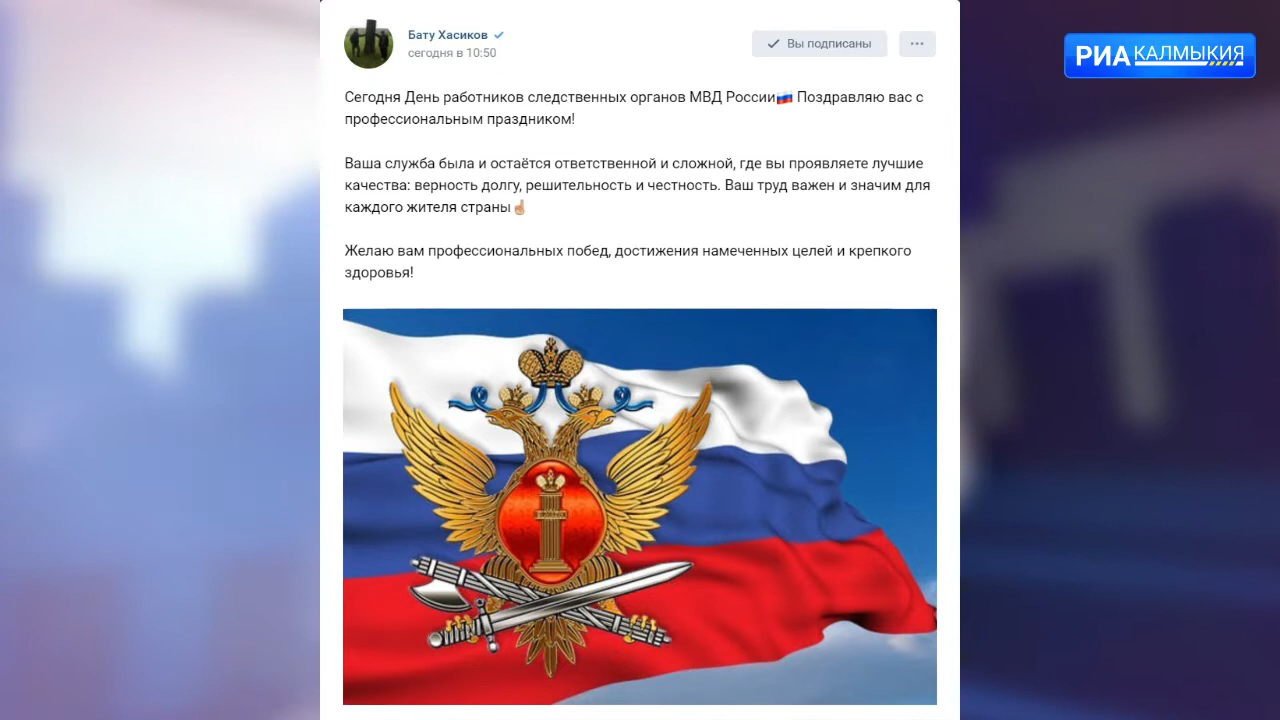 Бату Хасиков
сегодня в 10:50
Вы подписаны
РИА КАЛМЫКИЯ
Сегодня День работников следственных органов МВД России🇷🇺 Поздравляю вас с
профессиональным праздником!
Ваша служба была и остаётся ответственной и сложной, где вы проявляете лучшие
качества: верность долгу, решительность и честность. Ваш труд важен и значим для
каждого жителя страны☝🏼
Желаю вам профессиональных побед, достижения намеченных целей и крепкого
здоровья!